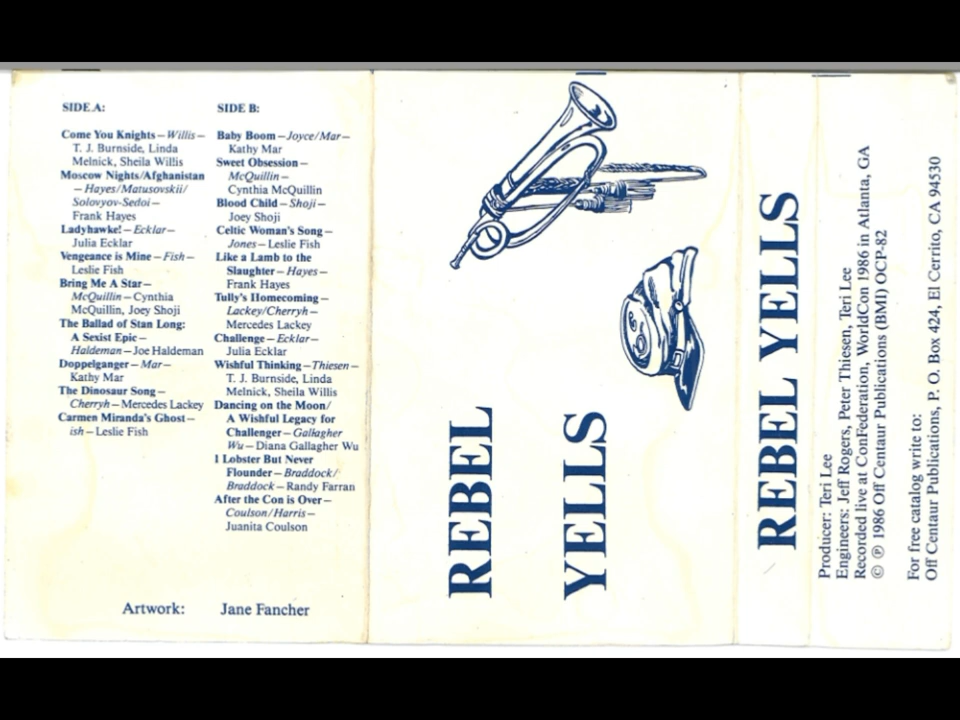 SIDE A:
Come You Knights – Willis –
T. J. Burnside, Linda
Melnick, Sheila Willis
Moscow Nights/Afghanistan
– Hayes/Matusovskii/
Solovyov-Sedoi –
Frank Hayes
Ladyhawke! – Ecklar –
Julia Ecklar
Vengeance is Mine – Fish –
Leslie Fish
Bring Me A Star –
McQuillin – Cynthia
McQuillin, Joey Shoji
The Ballad of Stan Long:
A Sexist Epic –
Haldeman – Joe Haldeman
Doppelganger – Mar –
Kathy Mar
The Dinosaur Song –
Cherryh – Mercedes Lackey
Carmen Miranda's Ghost –
ish – Leslie Fish
SIDE B:
Baby Boom – Joyce/Mar –
Kathy Mar
Sweet Obsession –
McQuillin –
Cynthia McQuillin
Blood Child – Shoji –
Joey Shoji
Celtic Woman's Song –
Jones – Leslie Fish
Like a Lamb to the
Slaughter – Hayes –
Frank Hayes
Tully's Homecoming –
Lackey/Cherryh –
Mercedes Lackey
Challenge – Ecklar –
Julia Ecklar
Wishful Thinking – Thiesen –
T. J. Burnside, Linda
Melnick, Sheila Willis
Dancing on the Moon/
A Wishful Legacy for
Challenger – Gallagher
Wu – Diana Gallagher Wu
I Lobster But Never
Flounder – Braddock/
Braddock – Randy Farran
After the Con is Over –
Coulson/Harris –
Juanita Coulson
Artwork: Jane Fancher
REBEL
YELLS
REBEL YELLS
Producer: Teri Lee
Engineers: Jeff Rogers, Peter Thiesen, Teri Lee
Recorded live at ConFederation, WorldCon 1986 in Atlanta, GA
© ℗ 1986 Off Centaur Publications (BMI) OCP-82
For free catalog write to:
Off Centaur Publications, P. O. Box 424, El Cerrito, CA 94530